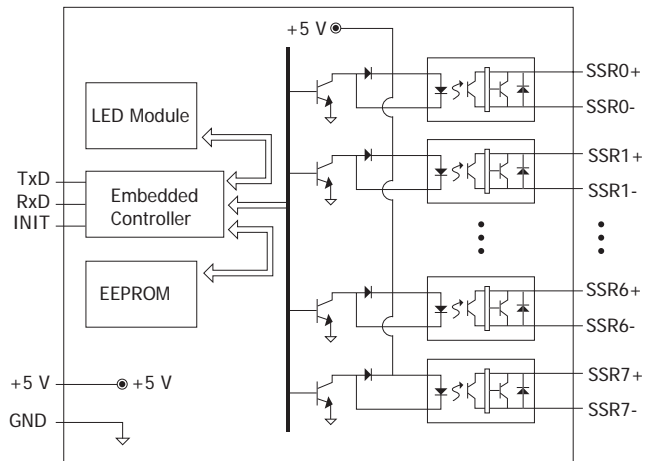 +5 V
SSR0+
LED Module
SSR0-
SSR1+
TxD
RxD
INIT
Embedded
Controller
SSR1-
EEPROM
SSR6+
SSR6-
+5 V
+5 V
SSR7+
GND
SSR7-